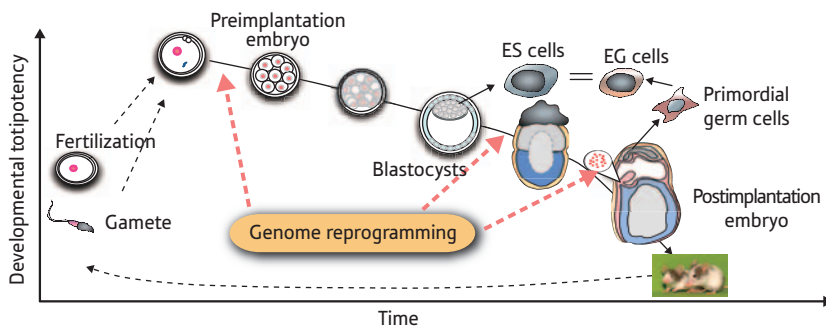 Developmental totipotency
Preimplantation
embryo
ES cells
EG cells
Primordial
germ cells
Fertilization
Blastocysts
Gamete
Genome reprogramming
Postimplantation
embryo
Time